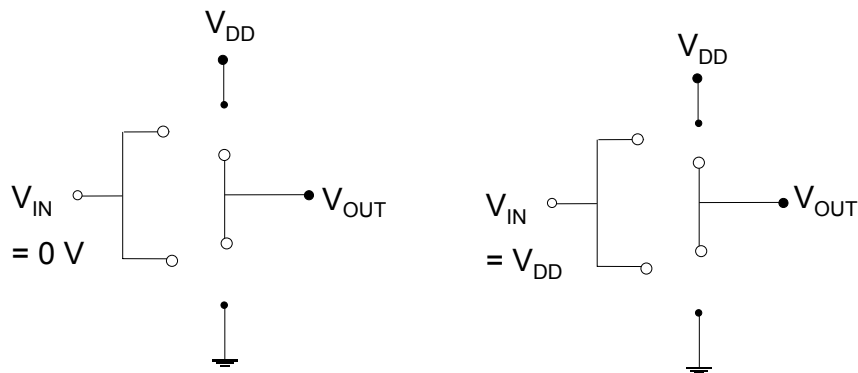 V_DD
V_IN
= 0 V
V_OUT
V_DD
V_IN
= V_DD
V_OUT